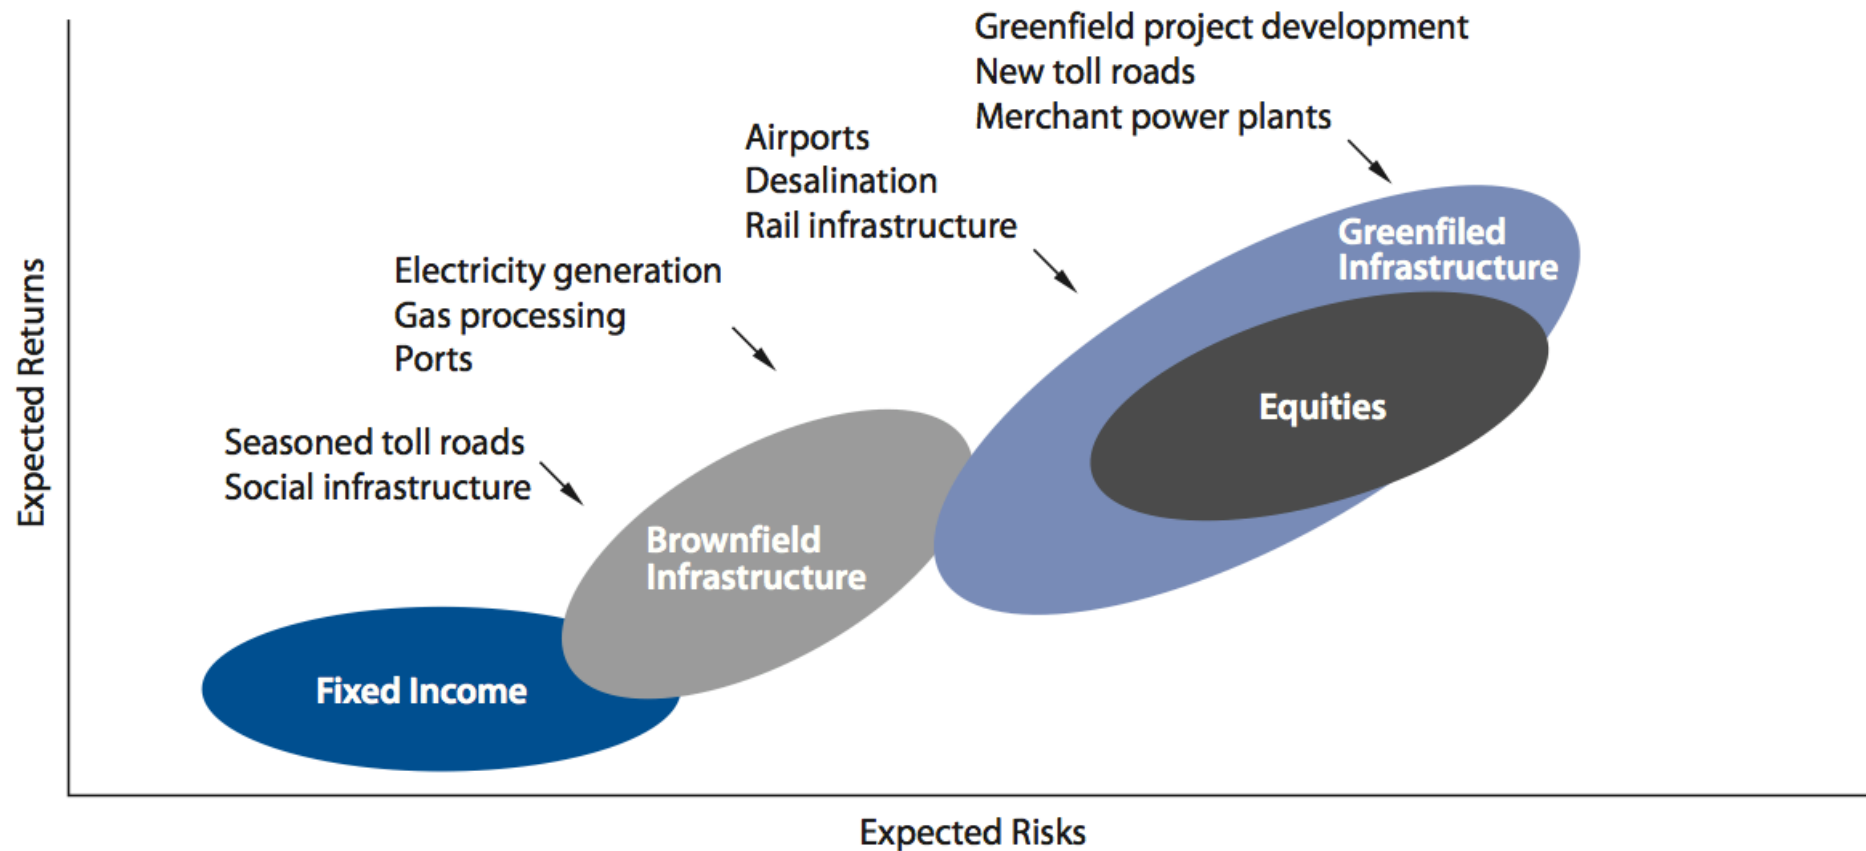 Greenfield project development
New toll roads
Merchant power plants
Airports
Desalination
Rail infrastructure
Greenfiled
Infrastructure
Electricity generation
Gas processing
Ports
Equities
Seasoned toll roads
Social infrastructure
Brownfield
Infrastructure
Fixed Income
Expected Returns
Expected Risks